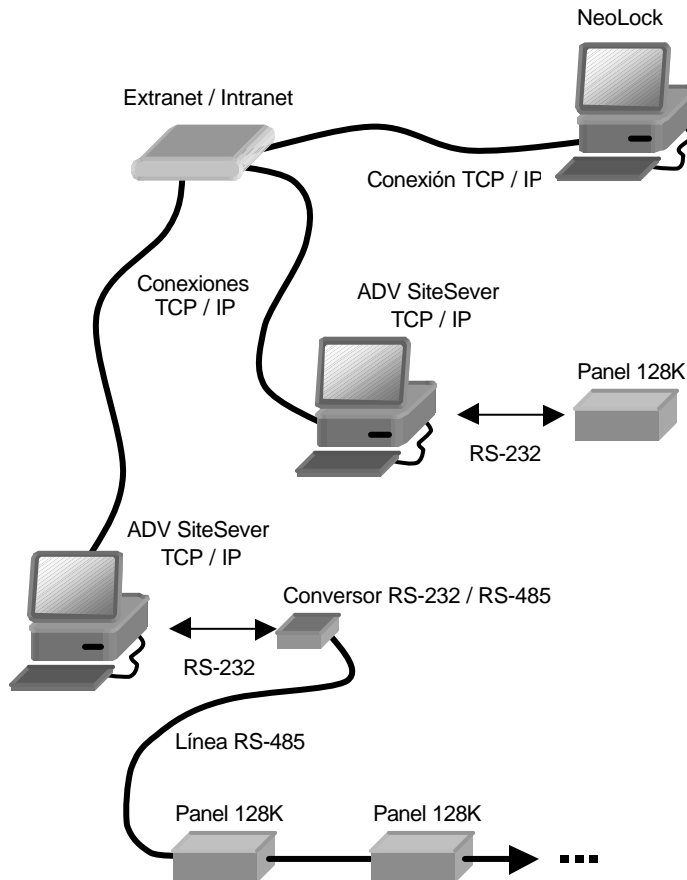 NeoLock
Extranet / Intranet
Conexión TCP / IP
Conexiones
TCP / IP
ADV SiteSever
TCP / IP
Panel 128K
RS-232
ADV SiteSever
TCP / IP
Conversor RS-232 / RS-485
RS-232
Línea RS-485
Panel 128K
Panel 128K